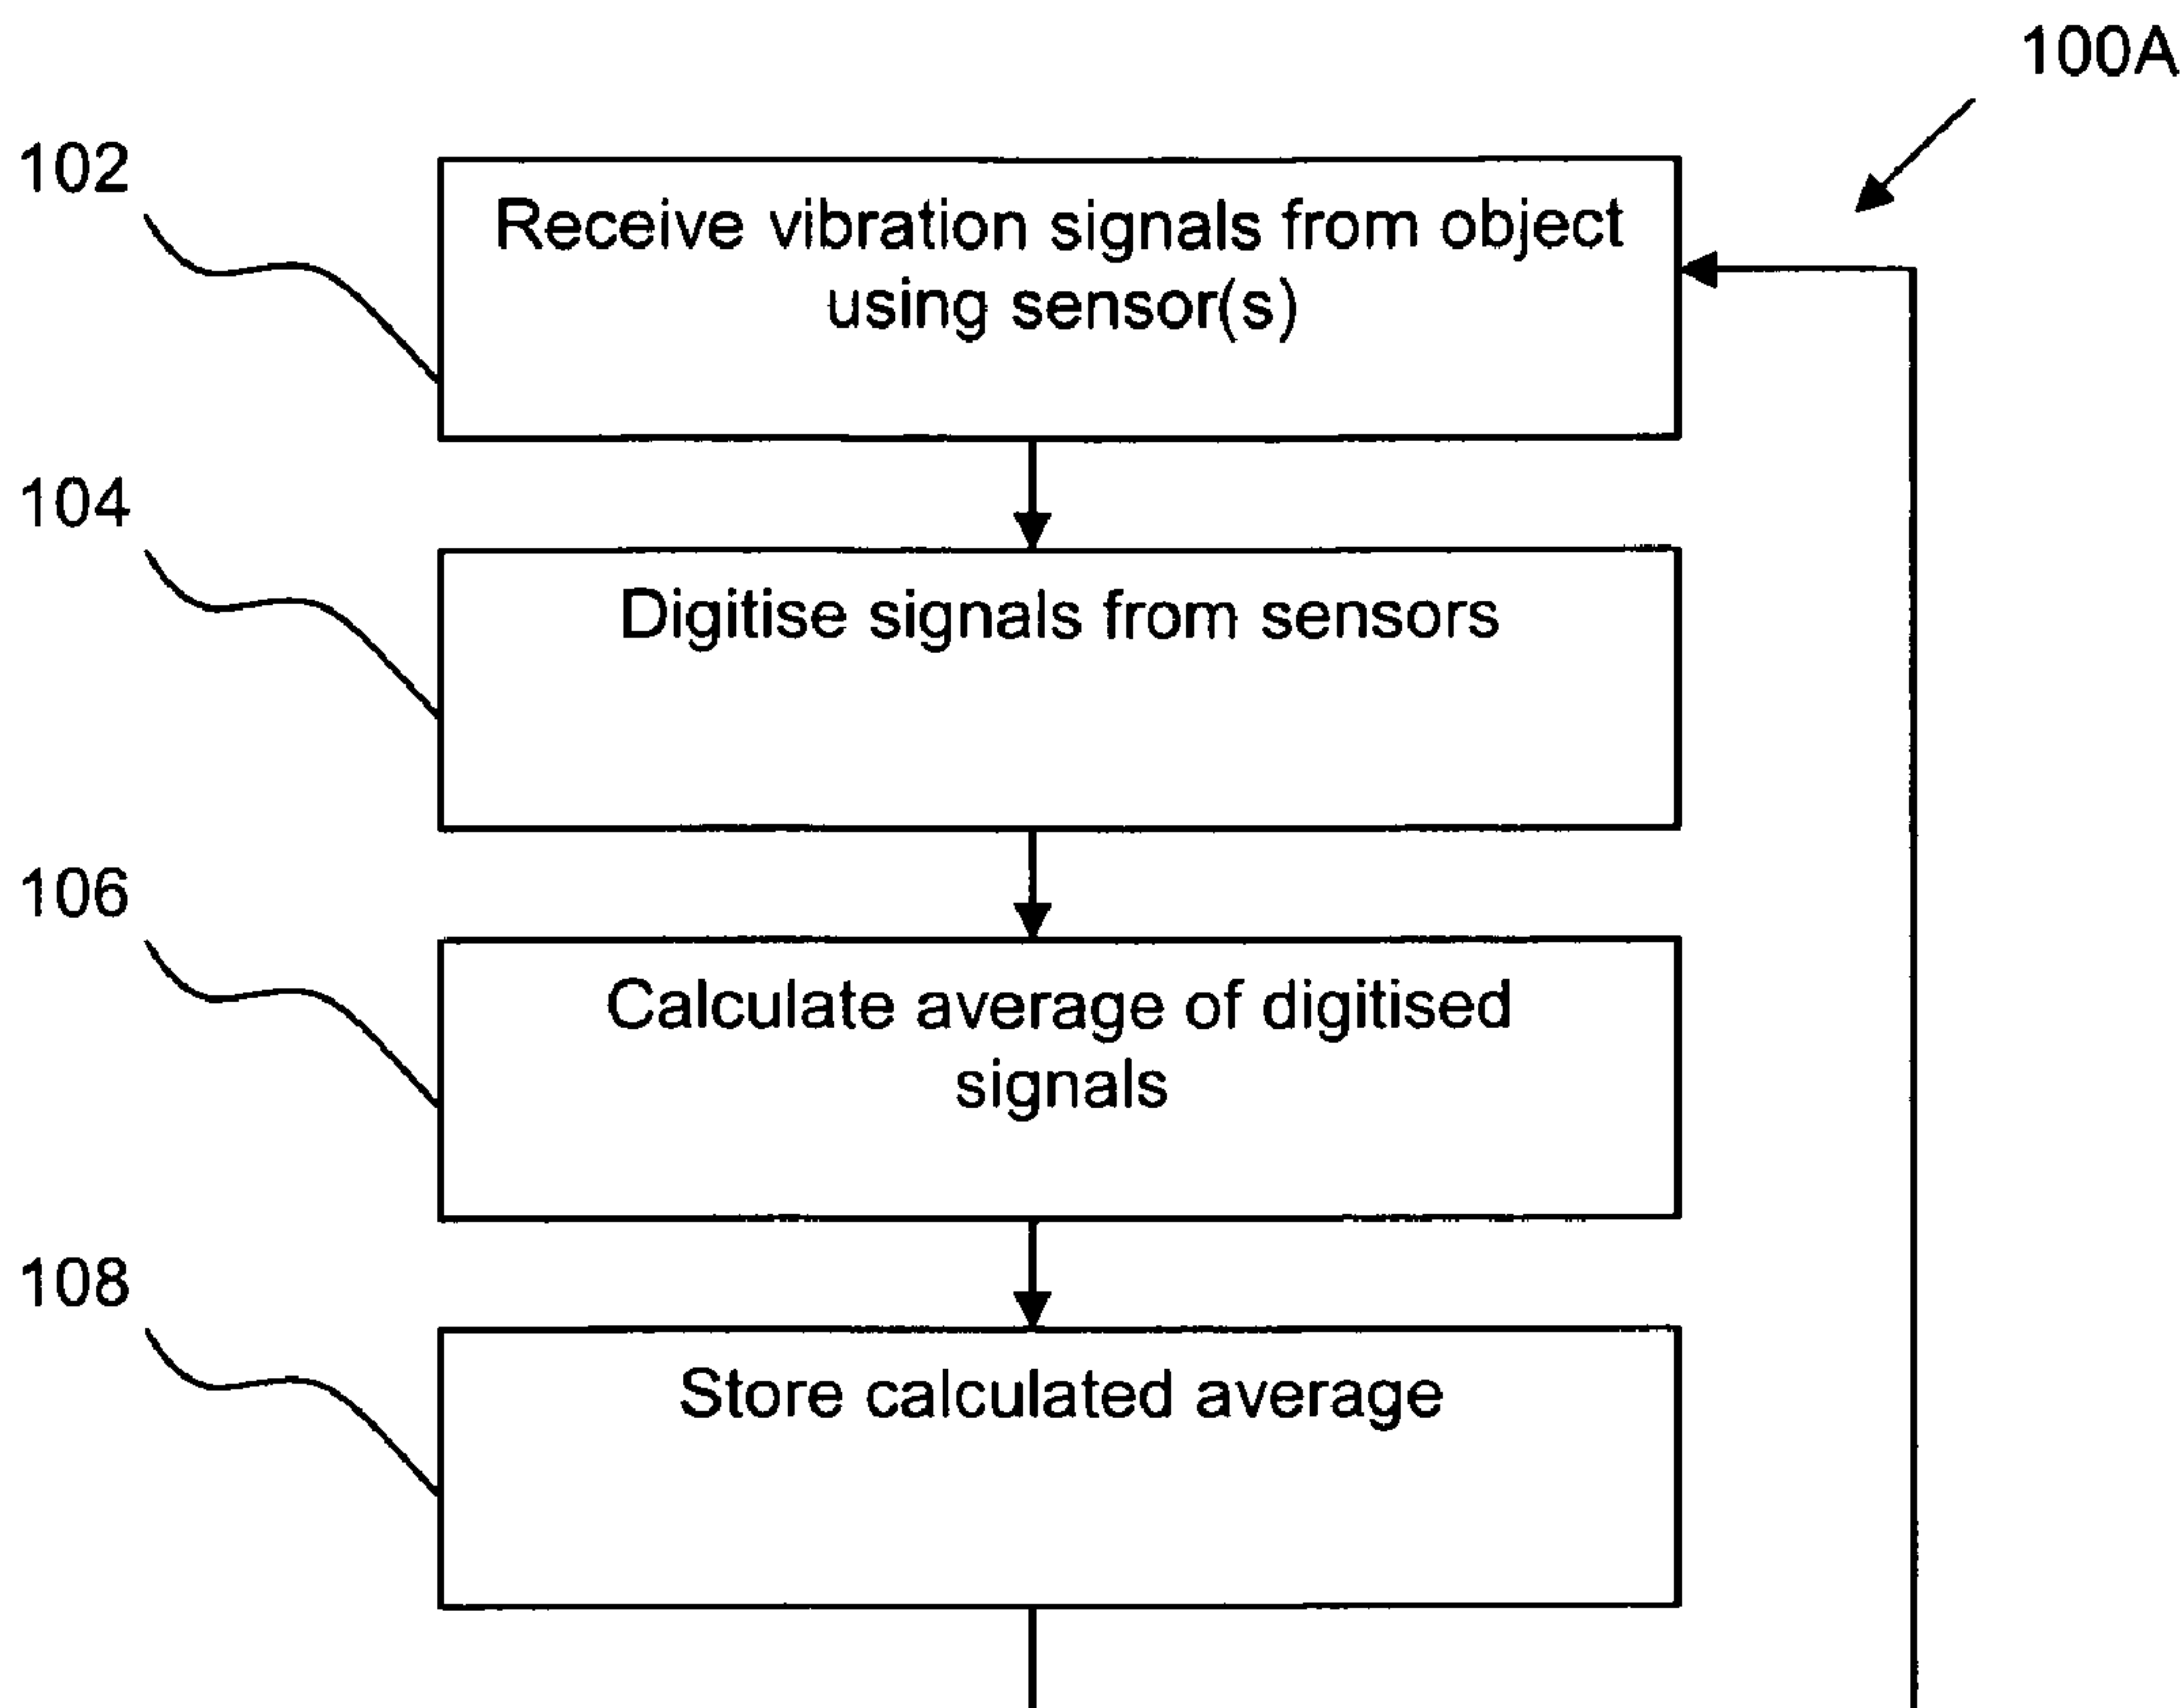 100A
102
Receive vibration signals from object
using sensor(s)
104
Digitise signals from sensors
106
Calculate average of digitised
signals
108
Store calculated average